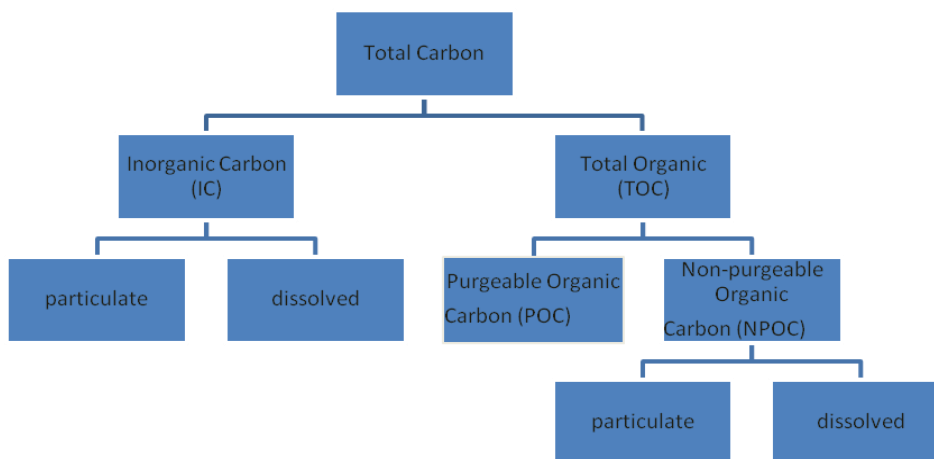 Total Carbon
Inorganic Carbon
(IC)
Total Organic
(TOC)
particulate
dissolved
Purgeable Organic
Carbon (POC)
Non-purgeable
Organic
Carbon (NPOC)
particulate
dissolved